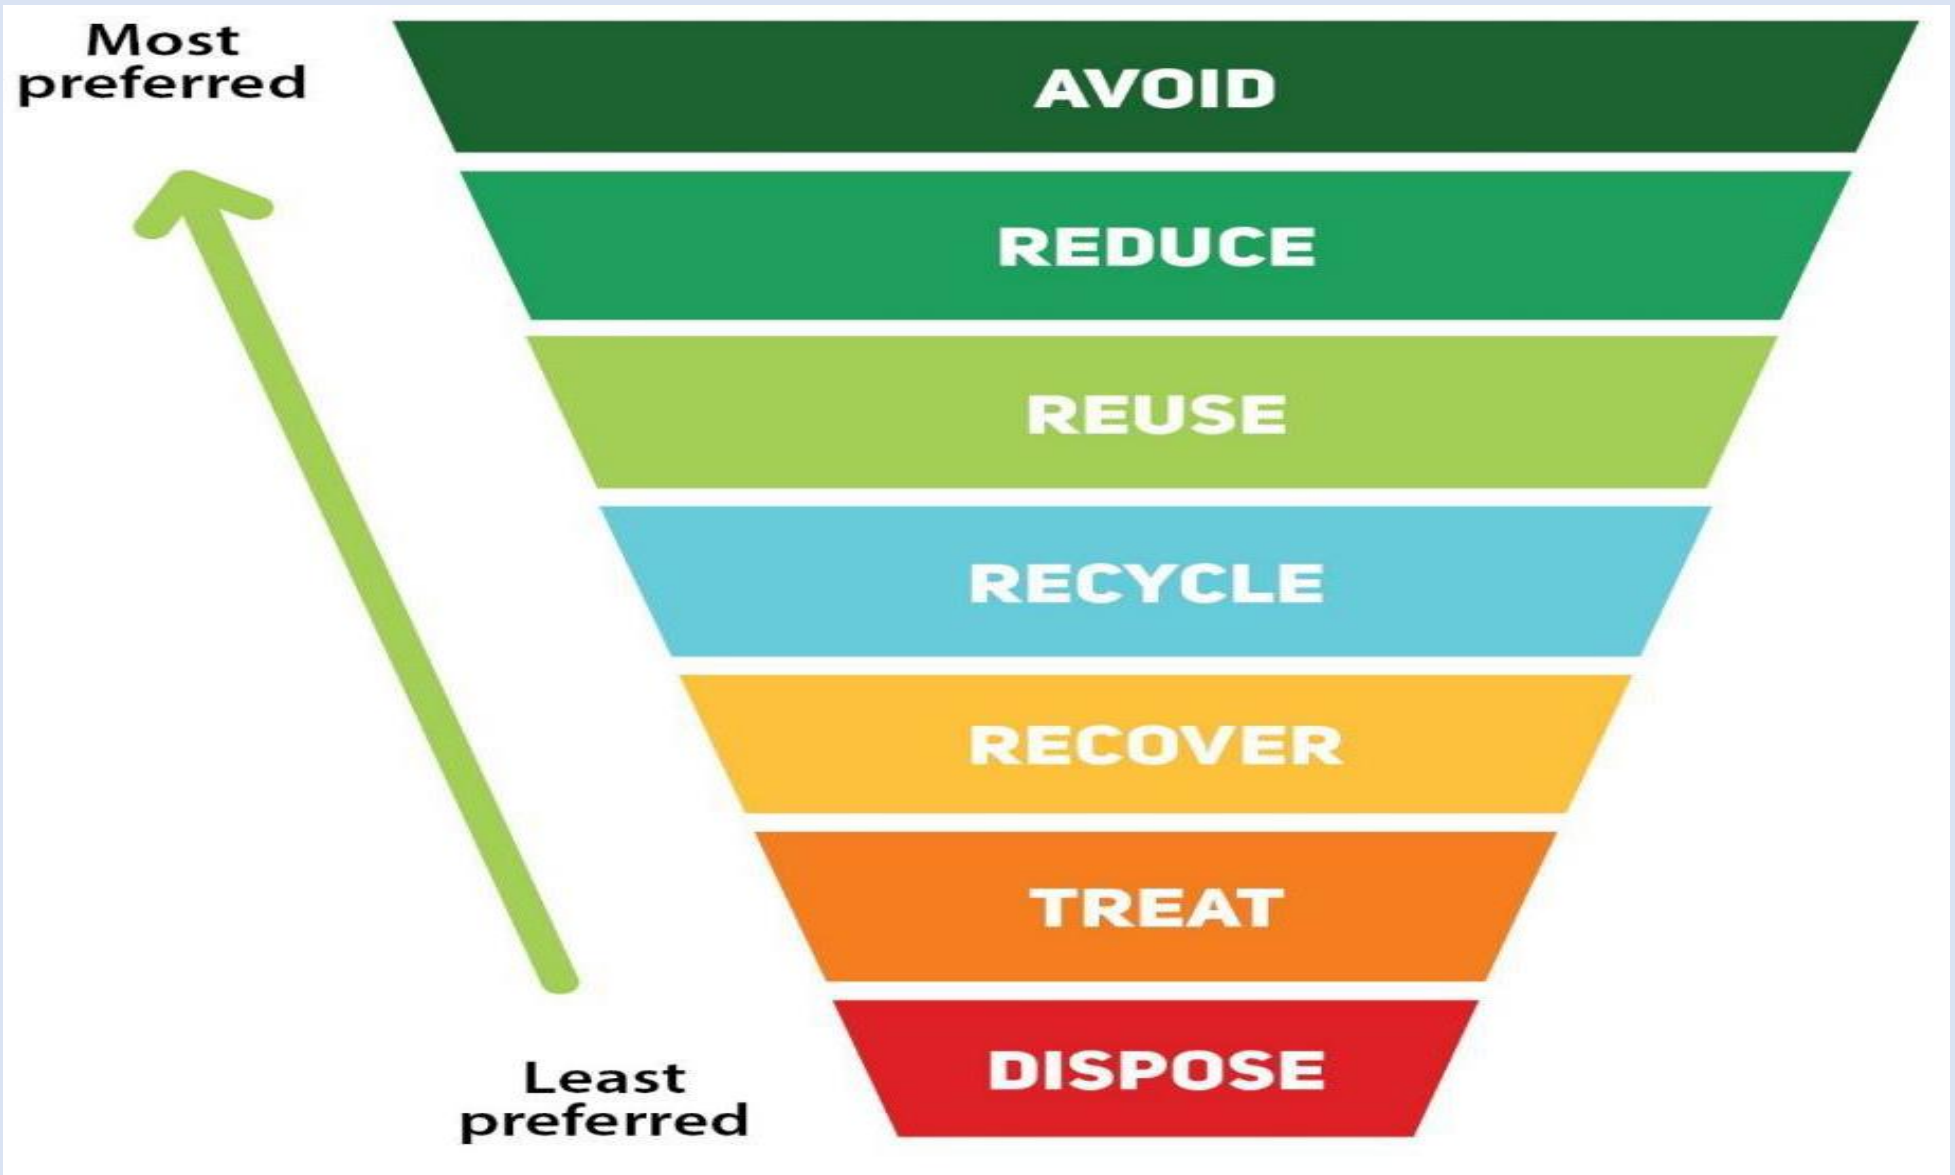 Most
preferred
AVOID
REDUCE
REUSE
RECYCLE
RECOVER
TREAT
DISPOSE
Least
preferred